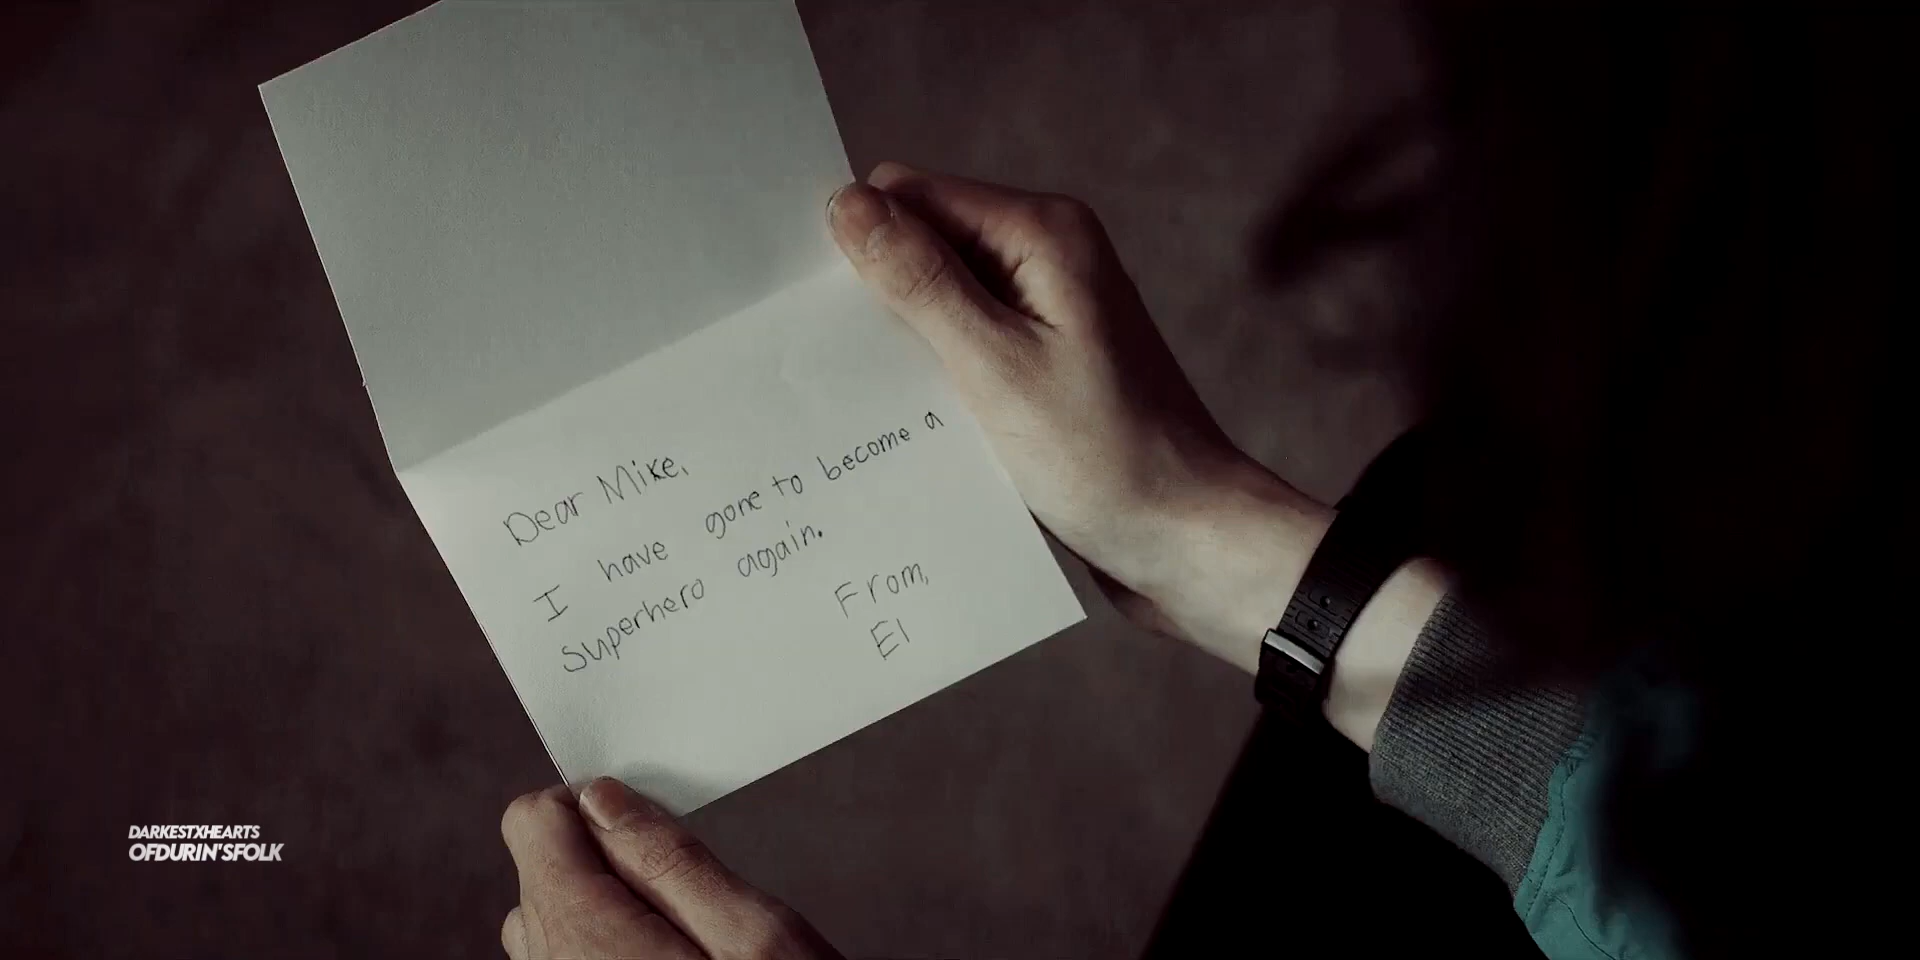 Dear Mike,
I have gone to become a
superhero again.
From,
El
DARKESTXHEARTS
OFDURIN'SFOLK